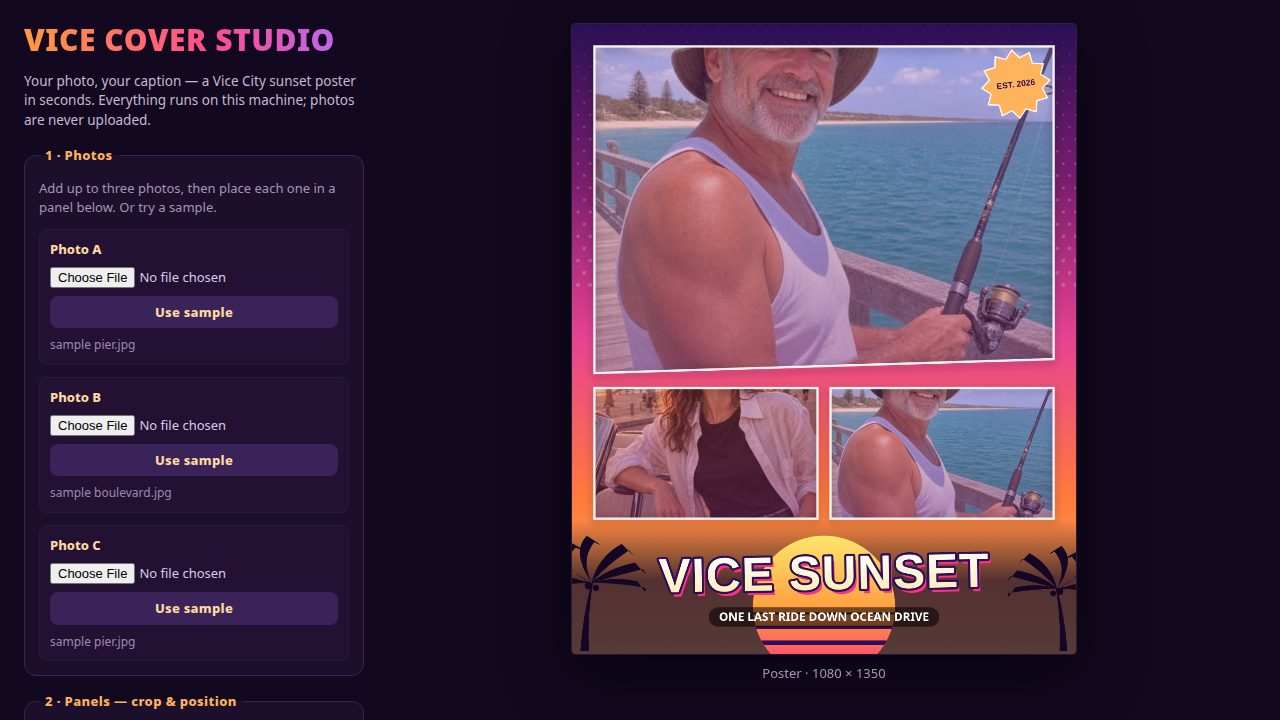 VICE COVER STUDIO
Your photo, your caption — a Vice City sunset poster
in seconds. Everything runs on this machine; photos
are never uploaded.
1 · Photos
Add up to three photos, then place each one in a
panel below. Or try a sample.
Photo A
Choose File No file chosen
Use sample
sample pier.jpg
Photo B
Choose File No file chosen
Use sample
sample boulevard.jpg
Photo C
Choose File No file chosen
Use sample
sample pier.jpg
2 · Panels — crop & position
EST. 2026
VICE SUNSET
ONE LAST RIDE DOWN OCEAN DRIVE
Poster · 1080 × 1350